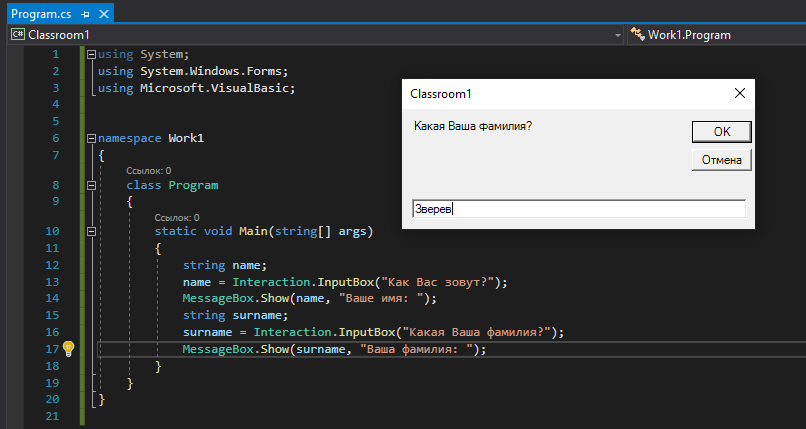 Program.cs
Classroom1
Work1.Program
1 using System;
2 using System.Windows.Forms;
3 using Microsoft.VisualBasic;
4
5
6 namespace Work1
7 {
Ссылок: 0
8 class Program
9 {
Ссылок: 0
10 static void Main(string[] args)
11 {
12 string name;
13 name = Interaction.InputBox("Как Вас зовут?");
14 MessageBox.Show(name, "Ваше имя: ");
15 string surname;
16 surname = Interaction.InputBox("Какая Ваша фамилия?");
17 MessageBox.Show(surname, "Ваша фамилия: ");
18 }
19 }
20 }
21
Classroom1
Какая Ваша фамилия?
OK
Отмена
Зверев